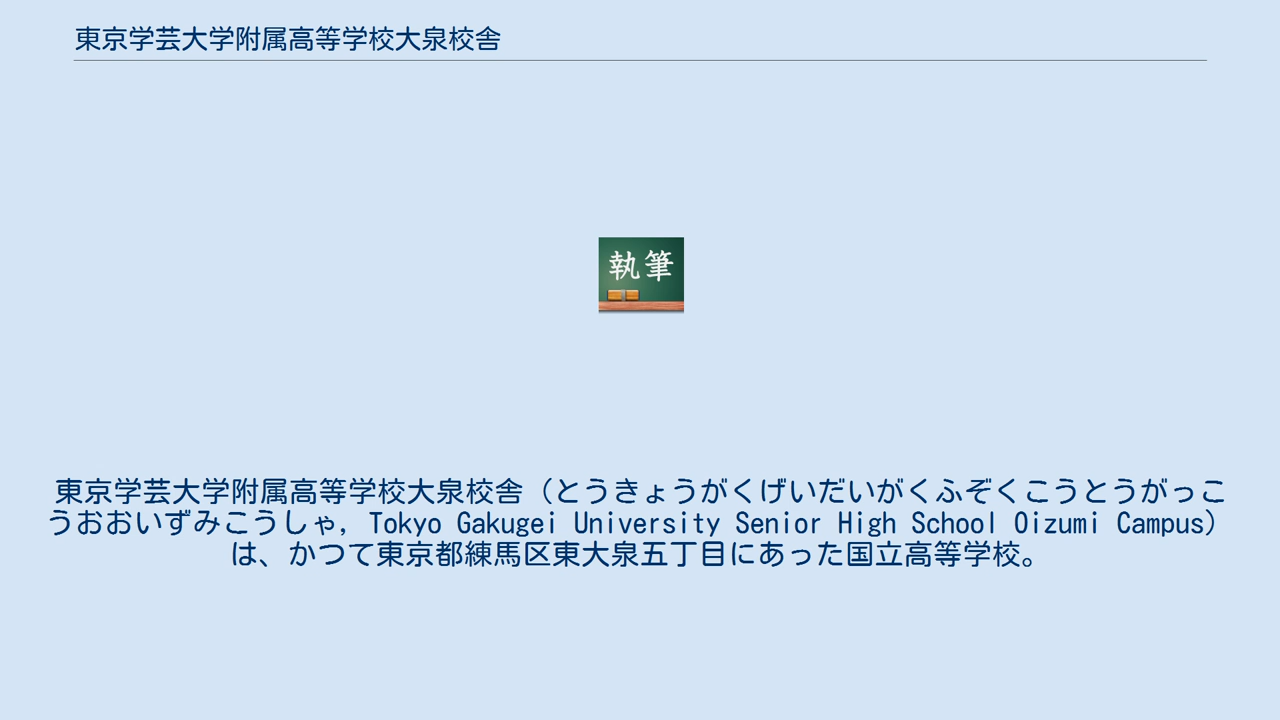 東京学芸大学附属高等学校大泉校舎
執筆
東京学芸大学附属高等学校大泉校舎（とうきょうがくげいだいがくふぞくこうとうがっこ
うおおいずみこうしゃ, Tokyo Gakugei University Senior High School Oizumi Campus）
は、かつて東京都練馬区東大泉五丁目にあった国立高等学校。